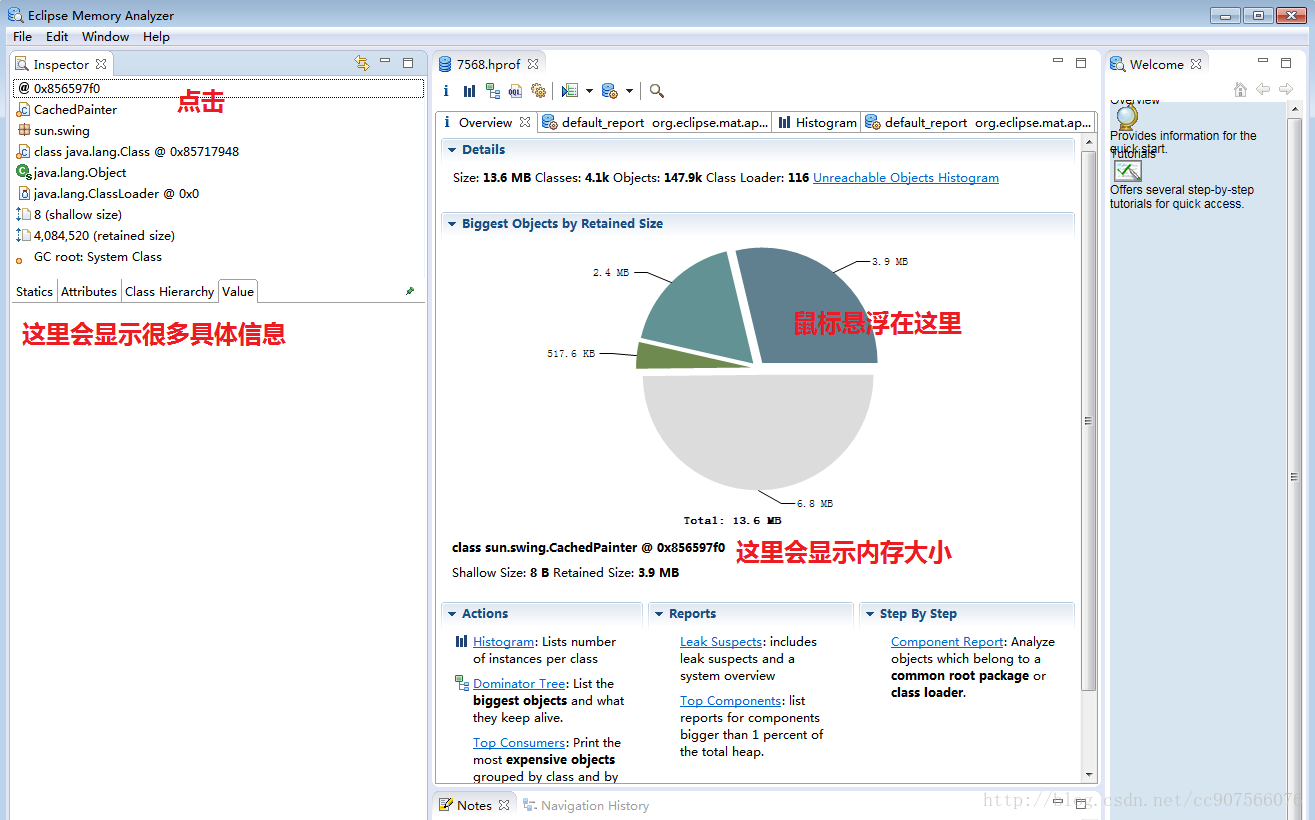 Eclipse Memory Analyzer
File Edit Window Help
Inspector
@ 0x856597f0
点击
CachedPainter
sun.swing
class java.lang.Class @ 0x85717948
java.lang.Object
java.lang.ClassLoader @ 0x0
8 (shallow size)
4,084,520 (retained size)
GC root: System Class
Statics Attributes Class Hierarchy Value
这里会显示很多具体信息
7568.hprof
Overview default_report org.eclipse.mat.ap... Histogram default_report org.eclipse.mat.ap...
Details
Size: 13.6 MB Classes: 4.1k Objects: 147.9k Class Loader: 116 Unreachable Objects Histogram
Biggest Objects by Retained Size
3.9 MB
2.4 MB
鼠标悬浮在这里
517.6 KB
6.8 MB
Total: 13.6 MB
class sun.swing.CachedPainter @ 0x856597f0
这里会显示内存大小
Shallow Size: 8 B Retained Size: 3.9 MB
Actions
Histogram: Lists number
of instances per class
Dominator Tree: List the
biggest objects and what
they keep alive.
Top Consumers: Print the
most expensive objects
grouped by class and by
Reports
Leak Suspects: includes
leak suspects and a
system overview
Top Components: list
reports for components
bigger than 1 percent of
the total heap.
Step By Step
Component Report: Analyze
objects which belong to a
common root package or
class loader.
Notes Navigation History
Welcome
Overview
Provides information for the
quick start.
Tutorials
Offers several step-by-step
tutorials for quick access.